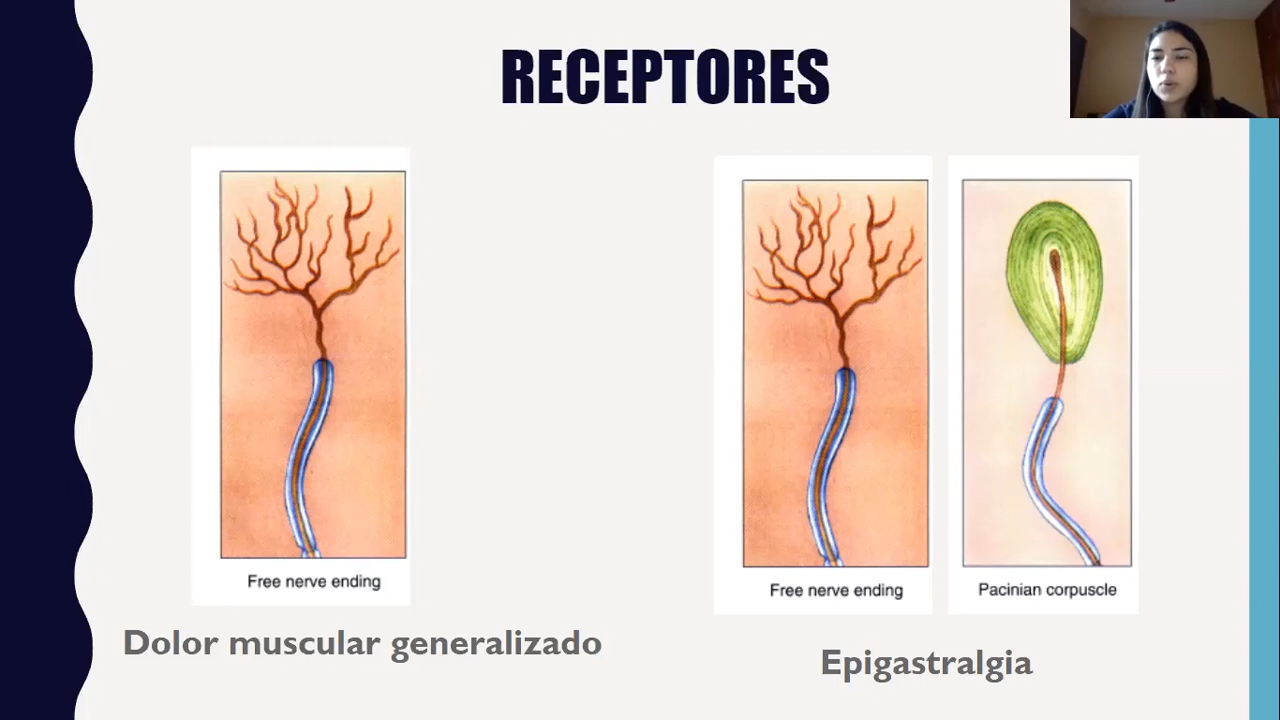 RECEPTORES
Free nerve ending
Dolor muscular generalizado
Free nerve ending
Pacinian corpuscle
Epigastralgia